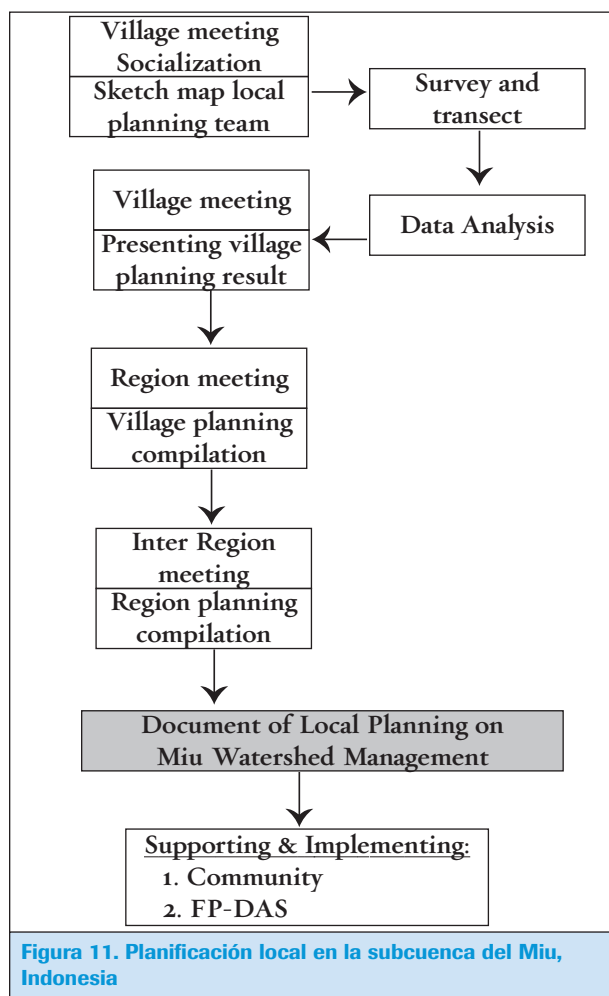 Village meeting
Socialization
Sketch map local
planning team
Survey and
transect
Data Analysis
Village meeting
Presenting village
planning result
Region meeting
Village planning
compilation
Inter Region
meeting
Region planning
compilation
Document of Local Planning on
Miu Watershed Management
Supporting & Implementing:
1. Community
2. FP-DAS
Figura 11. Planificación local en la subcuenca del Miu,
Indonesia